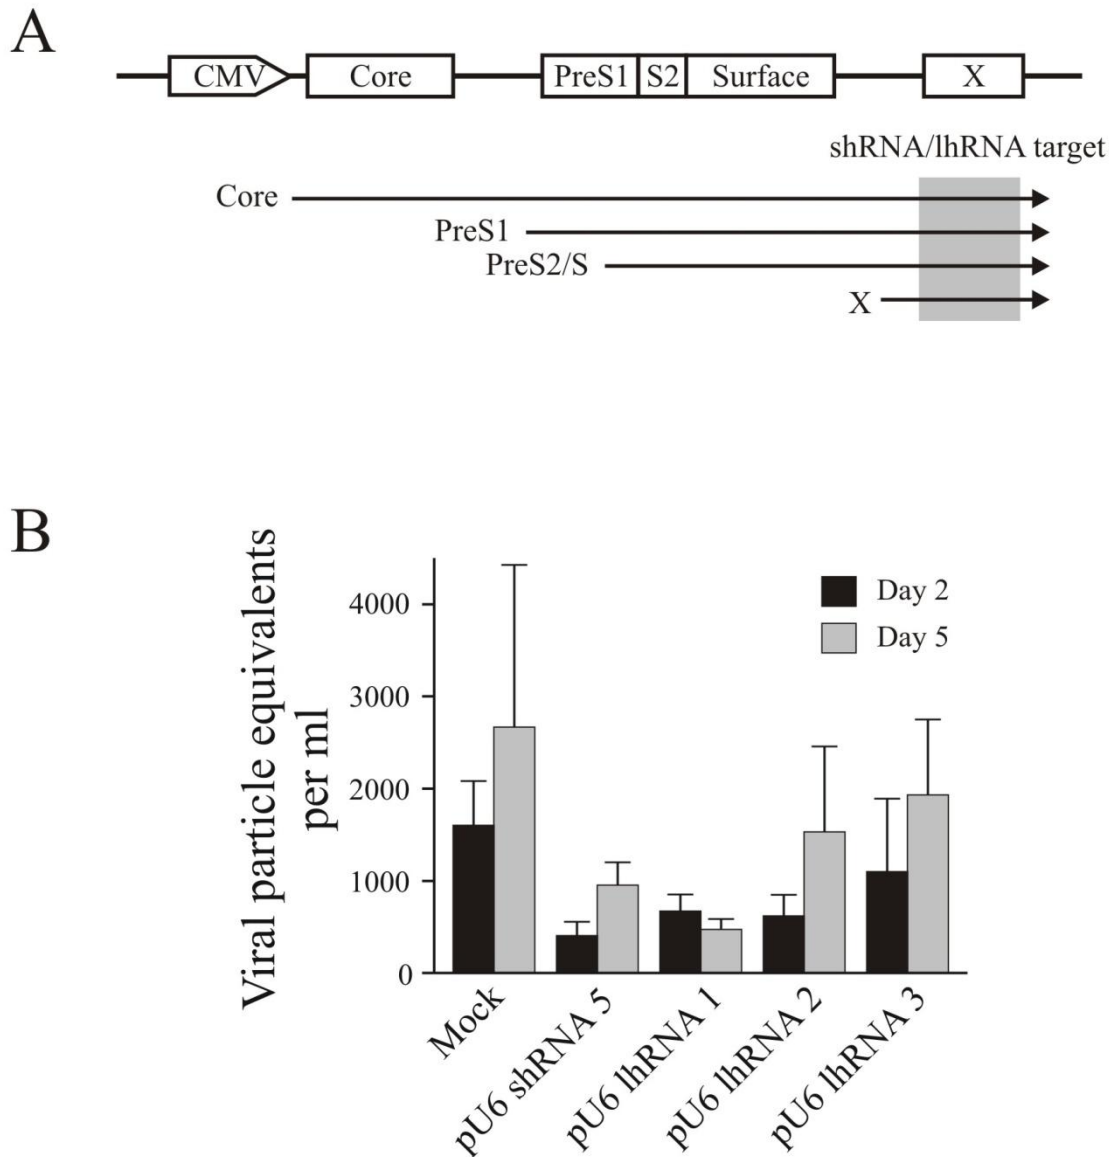 A
CMV Core PreS1 S2 Surface X
shRNA/lhRNA target
Core
PreS1
PreS2/S
X
B
Viral particle equivalents
per ml
4000
3000
2000
1000
0
Day 2
Day 5
Mock
pU6 shRNA 5
pU6 lhRNA 1
pU6 lhRNA 2
pU6 lhRNA 3